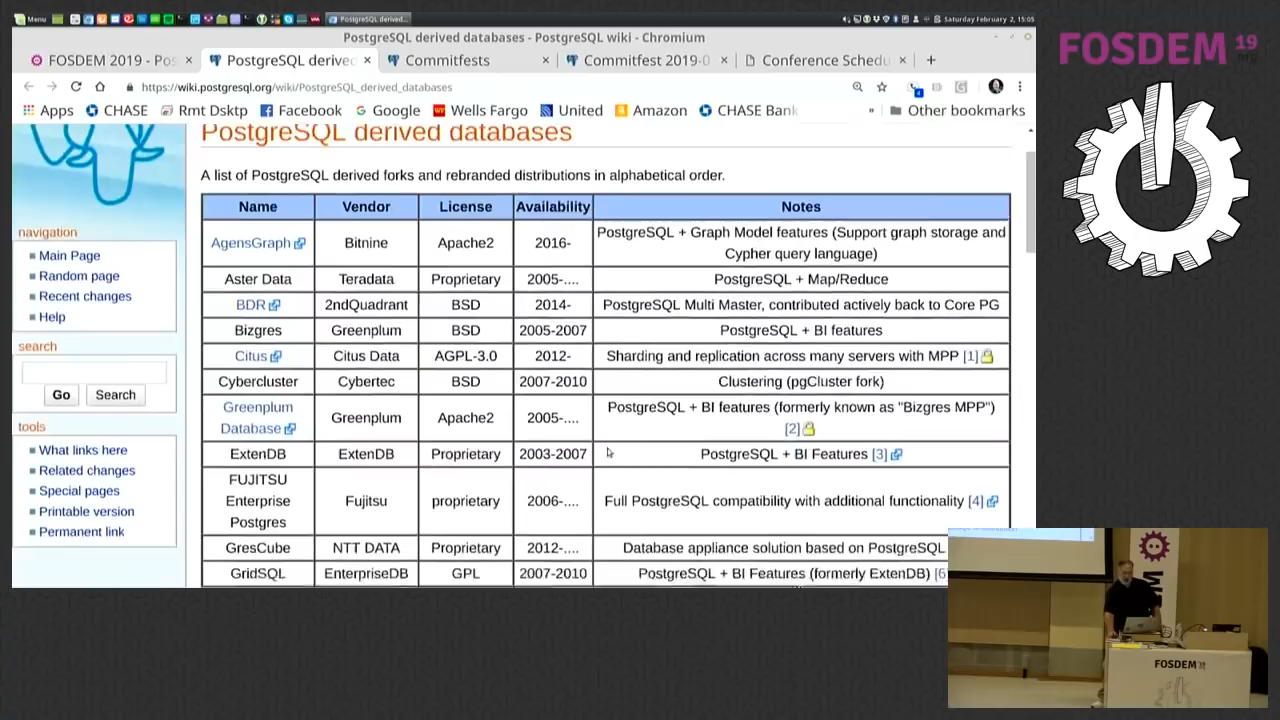 Menu
PostgreSQL derived...
Saturday February 2, 15:05
PostgreSQL derived databases - PostgreSQL wiki - Chromium
FOSDEM 2019 - Pos
PostgreSQL derive
Commitfests
Commitfest 2019-0
Conference Schedu
https://wiki.postgresql.org/wiki/PostgreSQL_derived_databases
Apps
CHASE
Rmt Dsktp
Facebook
Google
Wells Fargo
United
Amazon
CHASE Bank
»
Other bookmarks
FOSDEM 19
.org
PostgreSQL derived databases
A list of PostgreSQL derived forks and rebranded distributions in alphabetical order.
navigation
Main Page
Random page
Recent changes
Help
search
Go
Search
tools
What links here
Related changes
Special pages
Printable version
Permanent link
Name Vendor License Availability Notes
AgensGraph Bitnine Apache2 2016- PostgreSQL + Graph Model features (Support graph storage and
Cypher query language)
Aster Data Teradata Proprietary 2005-.... PostgreSQL + Map/Reduce
BDR 2ndQuadrant BSD 2014- PostgreSQL Multi Master, contributed actively back to Core PG
Bizgres Greenplum BSD 2005-2007 PostgreSQL + BI features
Citus Citus Data AGPL-3.0 2012- Sharding and replication across many servers with MPP [1]
Cybercluster Cybertec BSD 2007-2010 Clustering (pgCluster fork)
Greenplum
Database Greenplum Apache2 2005-.... PostgreSQL + BI features (formerly known as "Bizgres MPP")
[2]
ExtenDB ExtenDB Proprietary 2003-2007 PostgreSQL + BI Features [3]
FUJITSU
Enterprise
Postgres Fujitsu proprietary 2006-.... Full PostgreSQL compatibility with additional functionality [4]
GresCube NTT DATA Proprietary 2012-.... Database appliance solution based on PostgreSQL
GridSQL EnterpriseDB GPL 2007-2010 PostgreSQL + BI Features (formerly ExtenDB) [6
FOSDEM